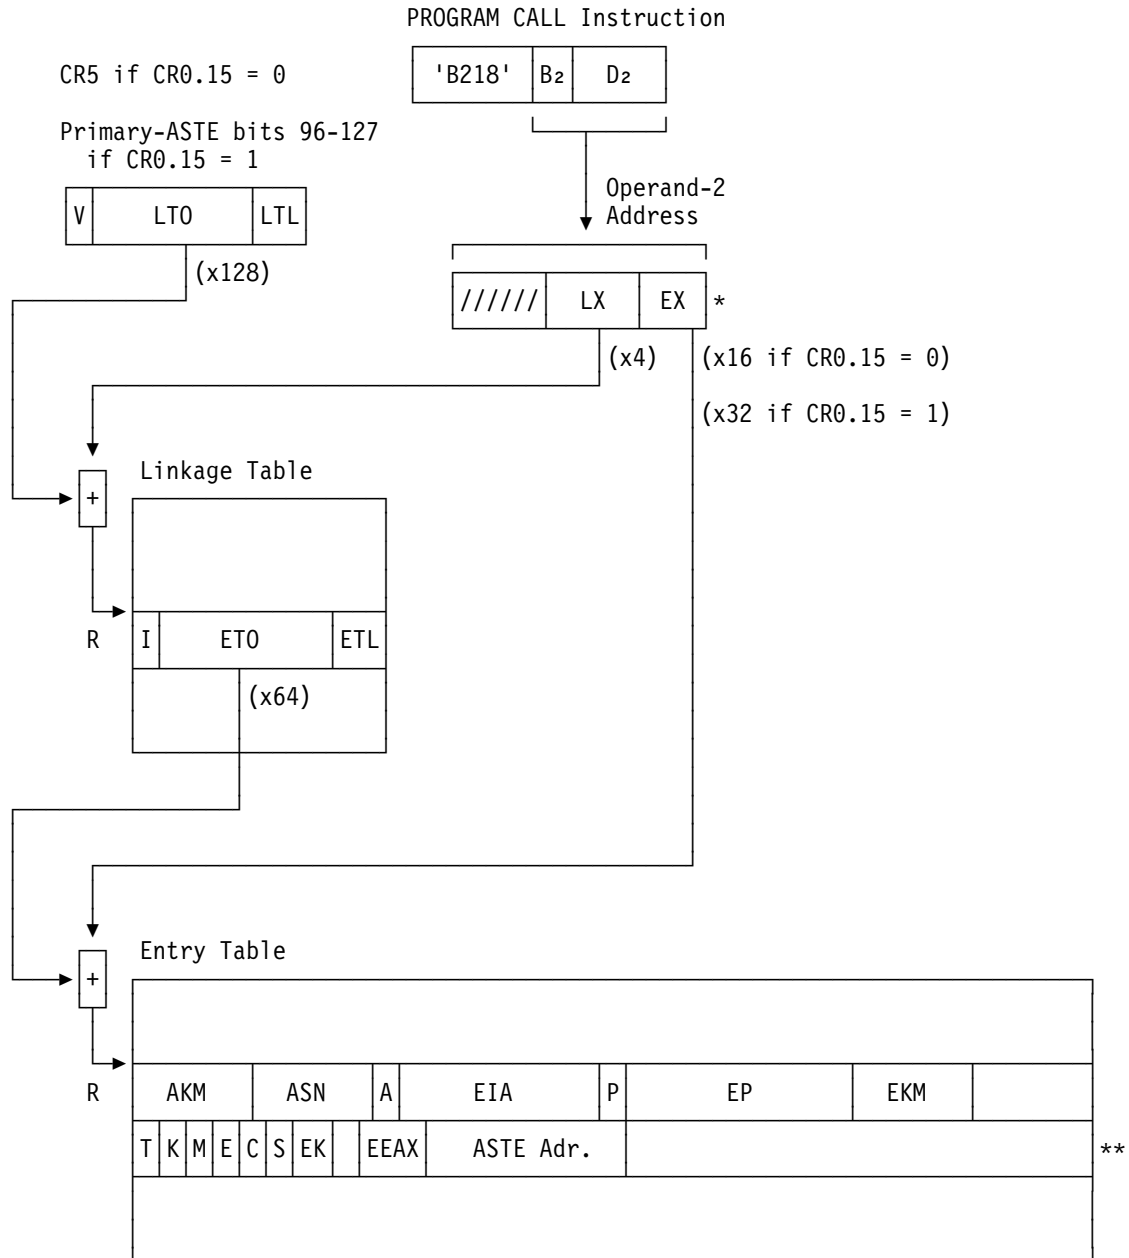 PROGRAM CALL Instruction
'B218' B₂ D₂
CR5 if CR0.15 = 0
Primary-ASTE bits 96-127
if CR0.15 = 1
Operand-2
Address
V LTO LTL
(x128)
////// LX EX *
(x4) (x16 if CR0.15 = 0)
(x32 if CR0.15 = 1)
Linkage Table
+
R I ETO ETL
(x64)
Entry Table
+
R AKM ASN A EIA P EP EKM
T K M E C S EK EEAX ASTE Adr. **